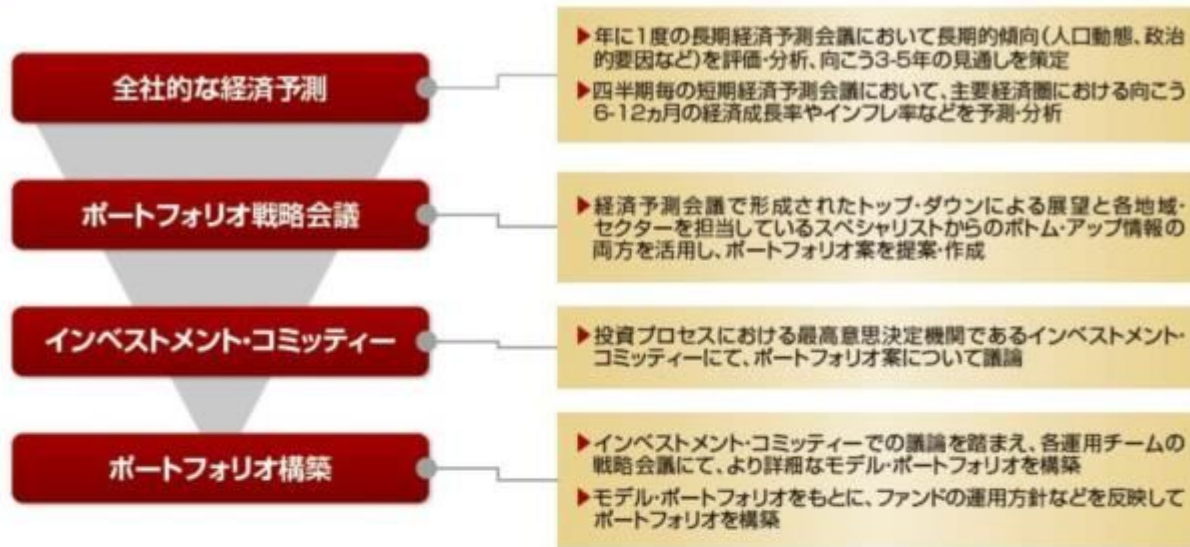 全社的な経済予測
▶年に1度の長期経済予測会議において長期的傾向(人口動態、政治
的要因など)を評価・分析、向こう3-5年の見通しを策定
▶四半期毎の短期経済予測会議において、主要経済圏における向こう
6-12ヵ月の経済成長率やインフレ率などを予測・分析
ポートフォリオ戦略会議
▶経済予測会議で形成されたトップ・ダウンによる展望と各地域・
セクターを担当しているスペシャリストからのボトム・アップ情報の
両方を活用し、ポートフォリオ案を提案・作成
インベストメント・コミッティー
▶投資プロセスにおける最高意思決定機関であるインベストメント・
コミッティーにて、ポートフォリオ案について議論
ポートフォリオ構築
▶インベストメント・コミッティーでの議論を踏まえ、各運用チームの
戦略会議にて、より詳細なモデル・ポートフォリオを構築
▶モデル・ポートフォリオをもとに、ファンドの運用方針などを反映して
ポートフォリオを構築